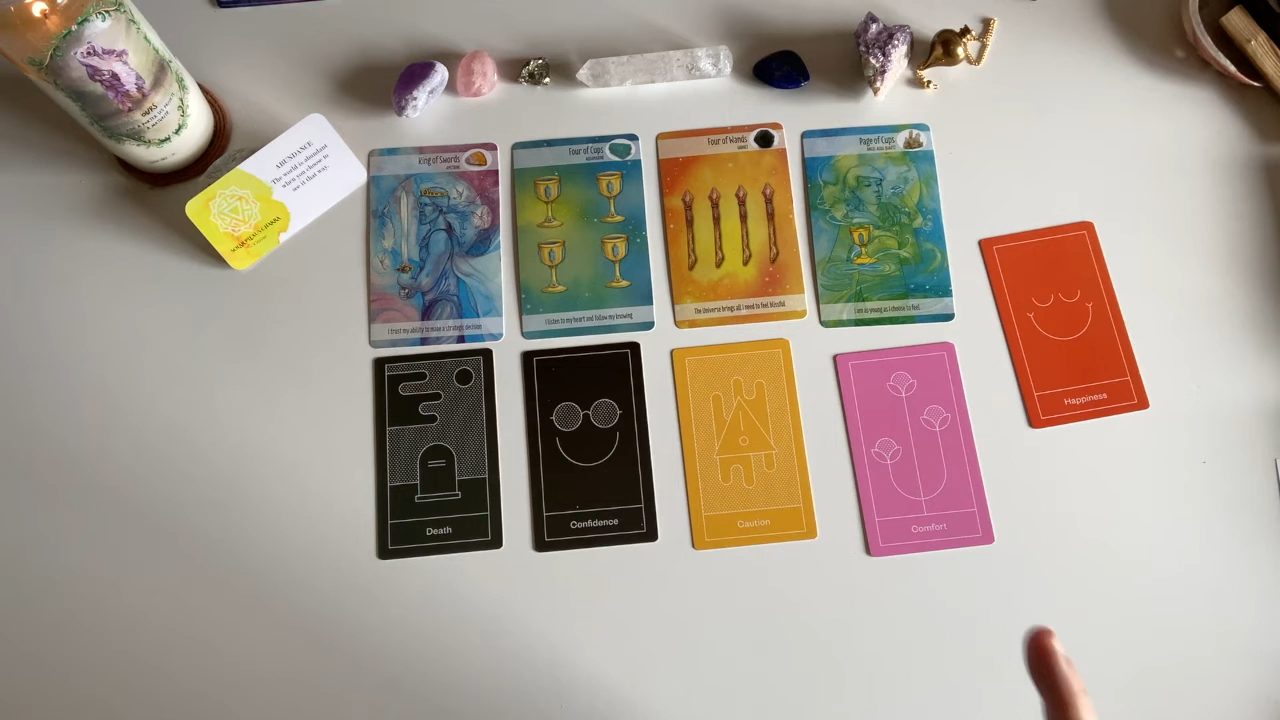 OURS
ABUNDANCE
The world is abundant
when you choose to
see it that way.
King of Swords
Four of Cups
AQUAMARINE
Four of Wands
GARNET
Page of Cups
I trust my ability to make a strategic decision
I listen to my heart and follow my knowing
The Universe brings all I need to feel blissful
I am as young as I choose to feel
Happiness
Death
Confidence
Caution
Comfort